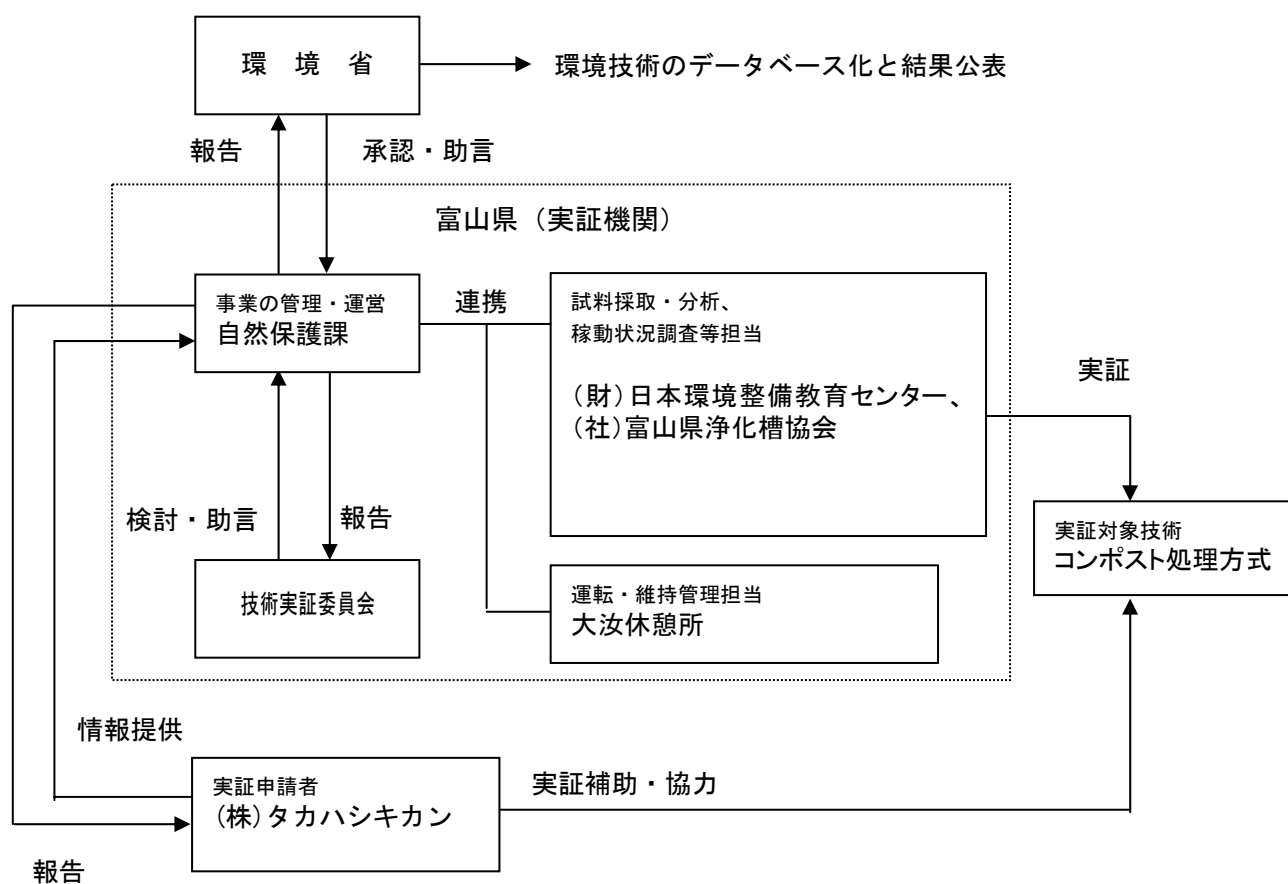 環 境 省
環境技術のデータベース化と結果公表
報告
承認・助言
富山県（実証機関）
事業の管理・運営
自然保護課
連携
試料採取・分析、
稼動状況調査等担当
（財）日本環境整備教育センター、
（社）富山県浄化槽協会
実証
検討・助言
報告
実証対象技術
コンポスト処理方式
技術実証委員会
運転・維持管理担当
大汝休憩所
情報提供
実証申請者
（株）タカハシキカン
実証補助・協力
報告